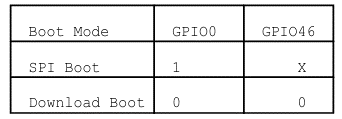 Boot Mode GPIO0 GPIO46
SPI Boot 1 X
Download Boot 0 0